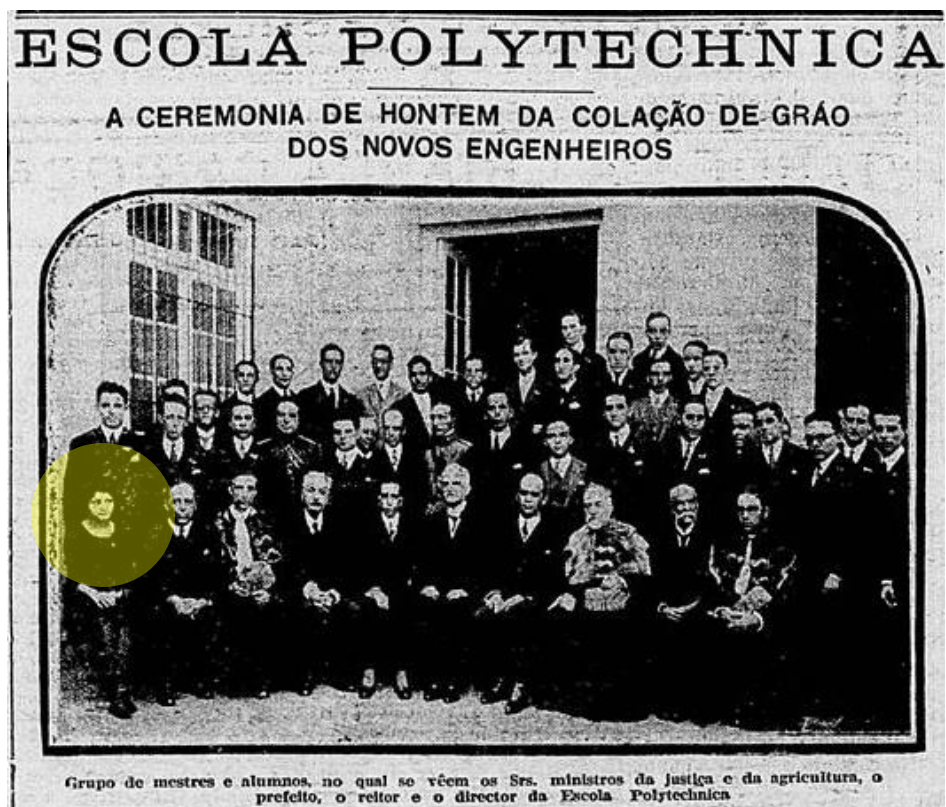 ESCOLA POLYTECHNICA
A CEREMONIA DE HONTEM DA COLAÇÃO DE GRÁO
DOS NOVOS ENGENHEIROS
Grupo de mestres e alumnos, no qual se vêem os Srs. ministros da justiça e da agricultura, o
prefeito, o reitor e o director da Escola Polytechnica